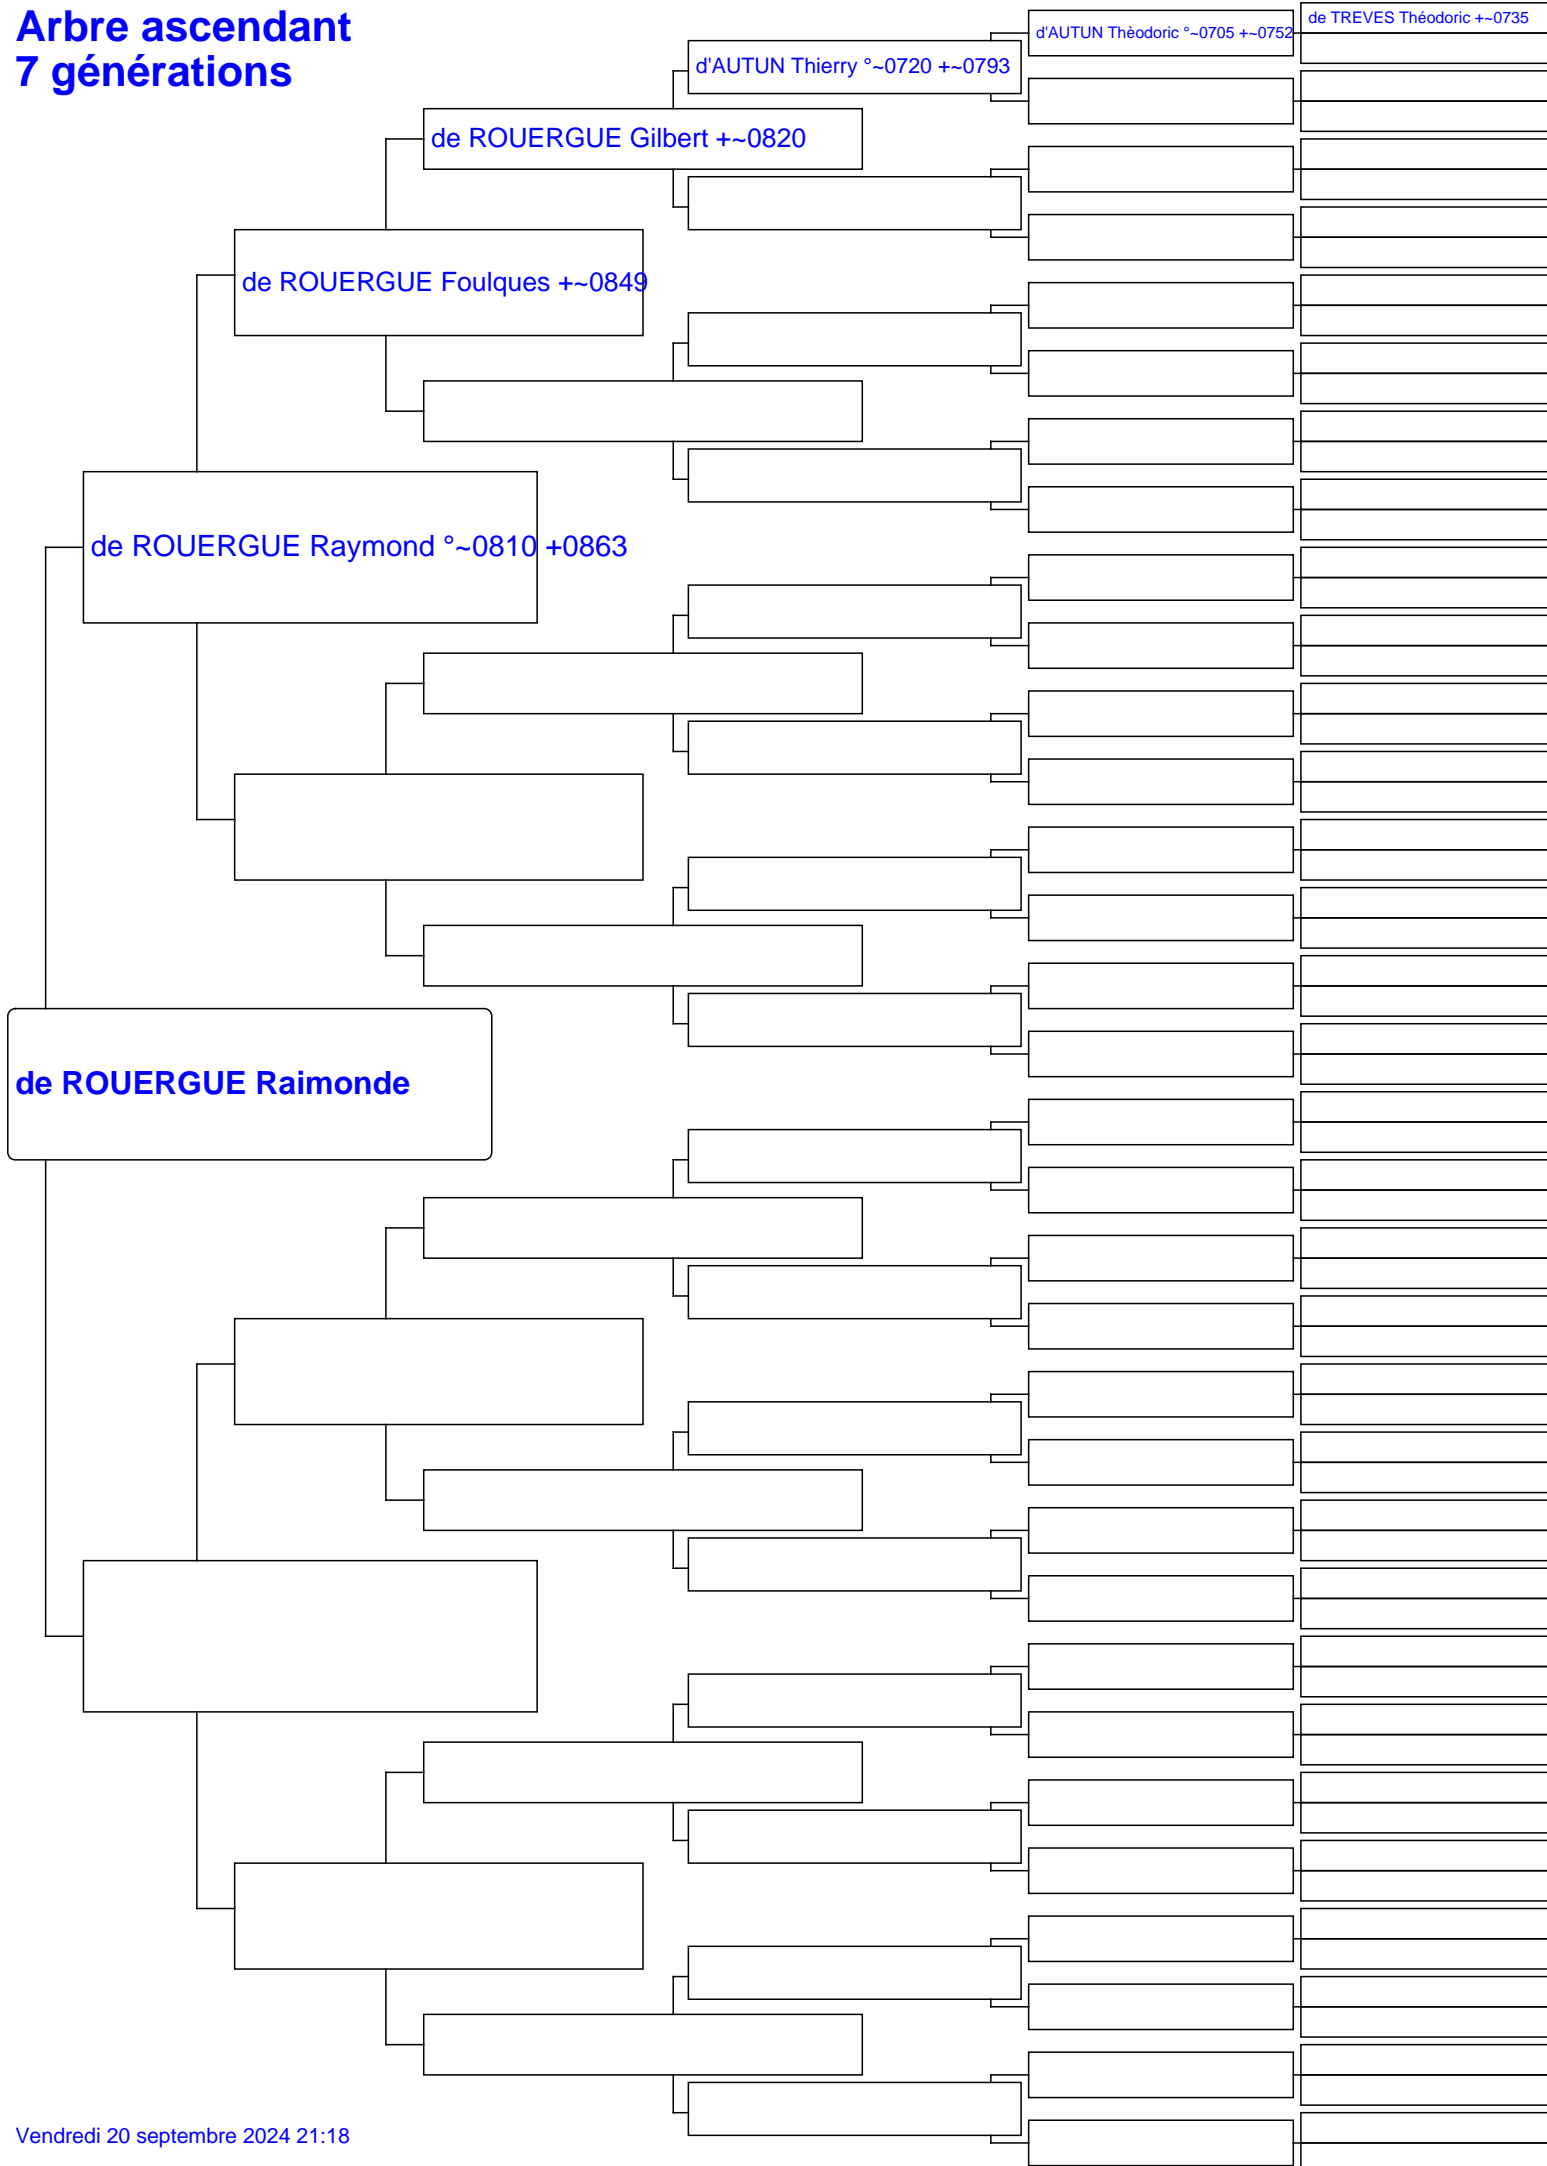 Arbre ascendant
7 générations
de TREVES Théodoric +~0735
d'AUTUN Thèodoric °~0705 +~0752
d'AUTUN Thierry °~0720 +~0793
de ROUERGUE Gilbert +~0820
de ROUERGUE Foulques +~0849
de ROUERGUE Raymond °~0810 +0863
de ROUERGUE Raimonde
Vendredi 20 septembre 2024 21:18